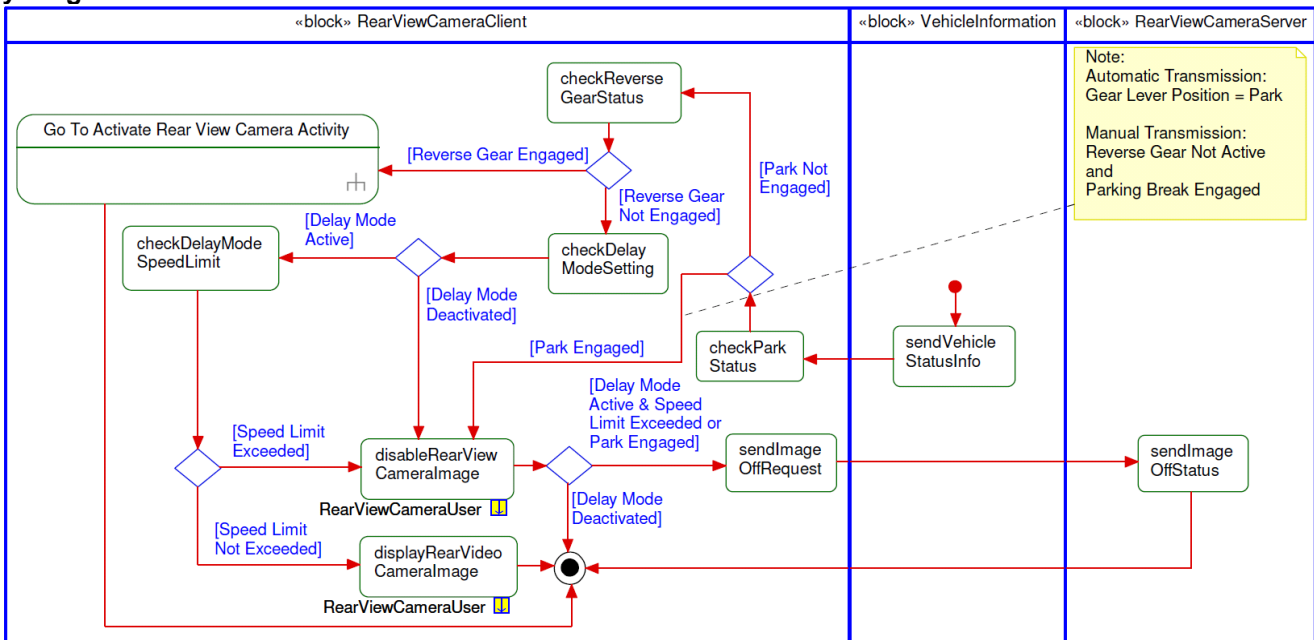 «block» RearViewCameraClient
«block» VehicleInformation
«block» RearViewCameraServer
Note:
Automatic Transmission:
Gear Lever Position = Park
Manual Transmission:
Reverse Gear Not Active
and
Parking Break Engaged
checkReverse
GearStatus
Go To Activate Rear View Camera Activity
[Reverse Gear Engaged]
[Park Not
Engaged]
[Reverse Gear
Not Engaged]
[Delay Mode
Active]
checkDelayMode
SpeedLimit
checkDelay
ModeSetting
[Delay Mode
Deactivated]
[Park Engaged]
checkPark
Status
sendVehicle
StatusInfo
[Delay Mode
Active & Speed
Limit Exceeded or
Park Engaged]
[Speed Limit
Exceeded]
disableRearView
CameraImage
RearViewCameraUser
sendImage
OffRequest
sendImage
OffStatus
[Delay Mode
Deactivated]
[Speed Limit
Not Exceeded]
displayRearVideo
CameraImage
RearViewCameraUser